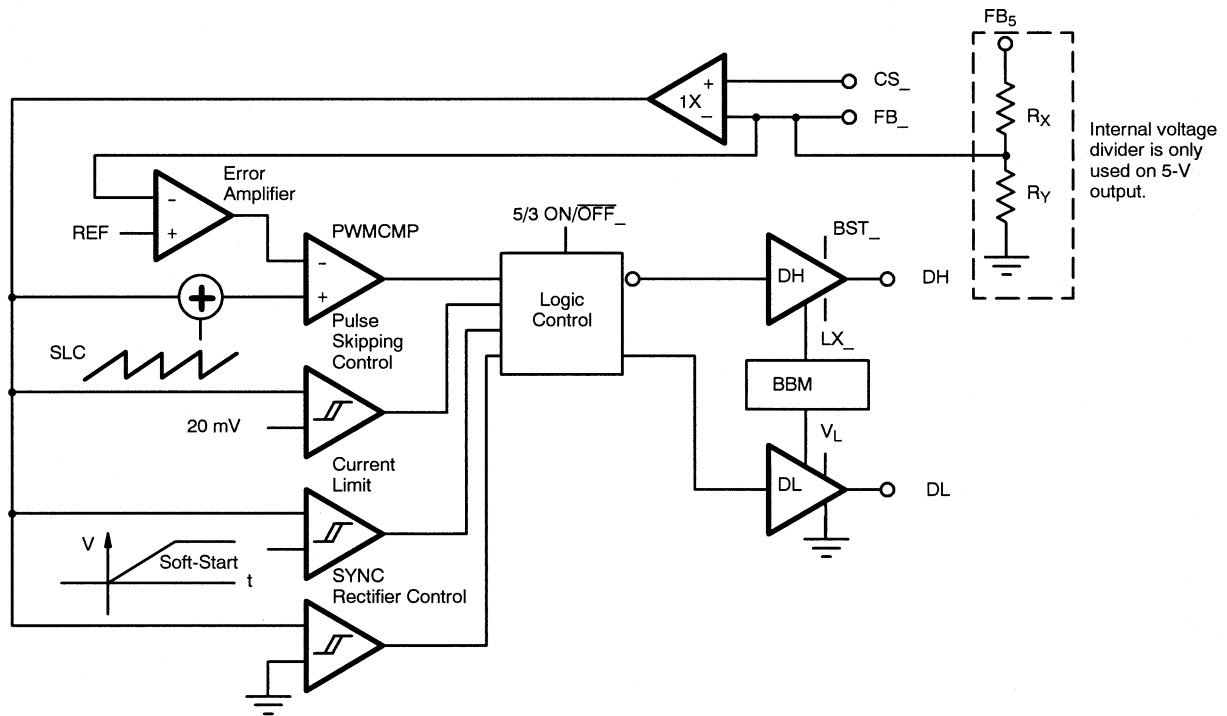 FB5
CS_
+
1X
−
FB_
RX
Internal voltage
divider is only
used on 5-V
output.
RY
Error
Amplifier
−
REF
+
5/3 ON/OFF_
PWMCMP
−
+
+
BST_
DH
DH
Logic
Control
LX_
Pulse
Skipping
Control
SLC
20 mV
BBM
VL
Current
Limit
DL
DL
V
Soft-Start
t
SYNC
Rectifier Control